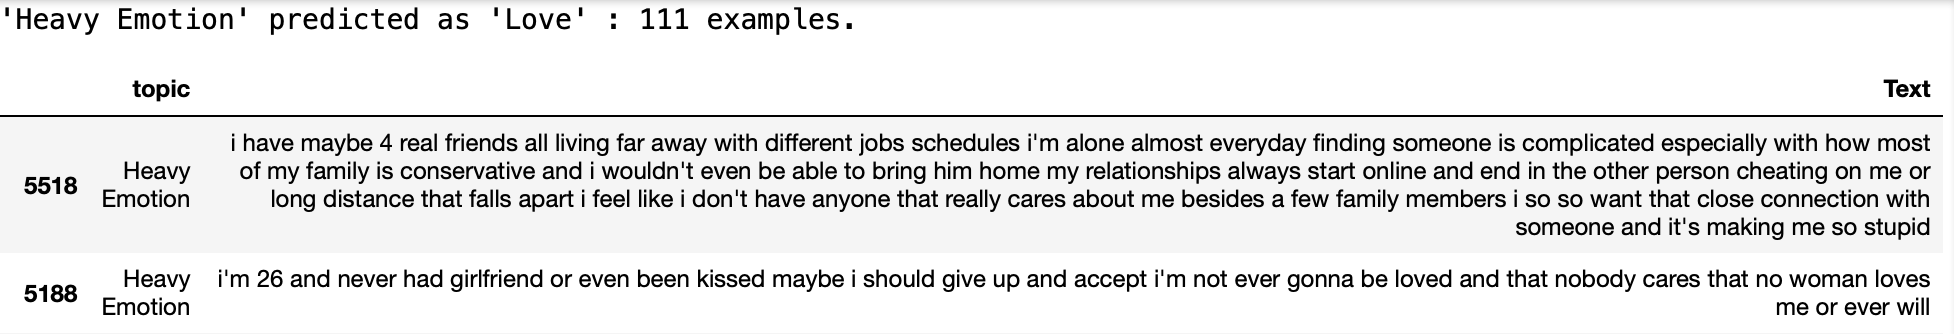 'Heavy Emotion' predicted as 'Love' : 111 examples.
topic Text
i have maybe 4 real friends all living far away with different jobs schedules i'm alone almost everyday finding someone is complicated especially with how most
Heavy of my family is conservative and i wouldn't even be able to bring him home my relationships always start online and end in the other person cheating on me or
5518
Emotion long distance that falls apart i feel like i don't have anyone that really cares about me besides a few family members i so so want that close connection with
someone and it's making me so stupid
Heavy i'm 26 and never had girlfriend or even been kissed maybe i should give up and accept i'm not ever gonna be loved and that nobody cares that no woman loves
5188
Emotion me or ever will